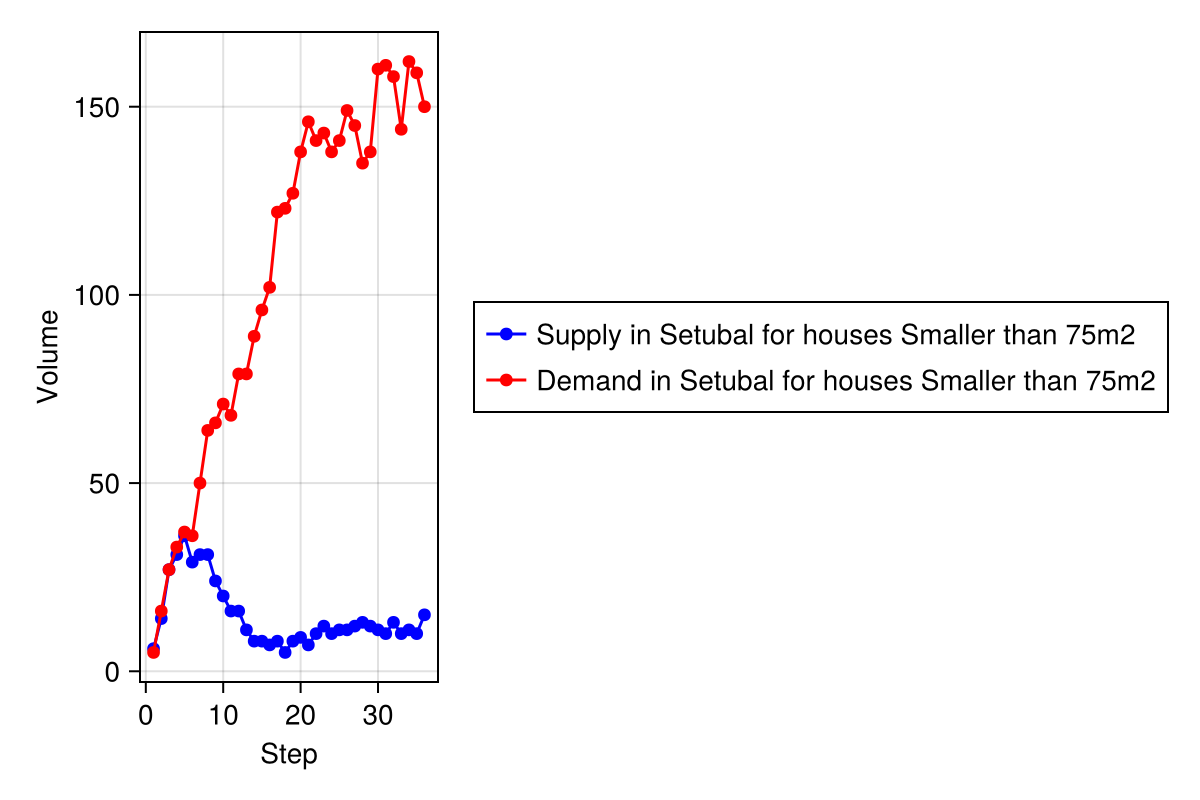 150
100
50
0
Volume
0 10 20 30
Step
Supply in Setubal for houses Smaller than 75m2
Demand in Setubal for houses Smaller than 75m2